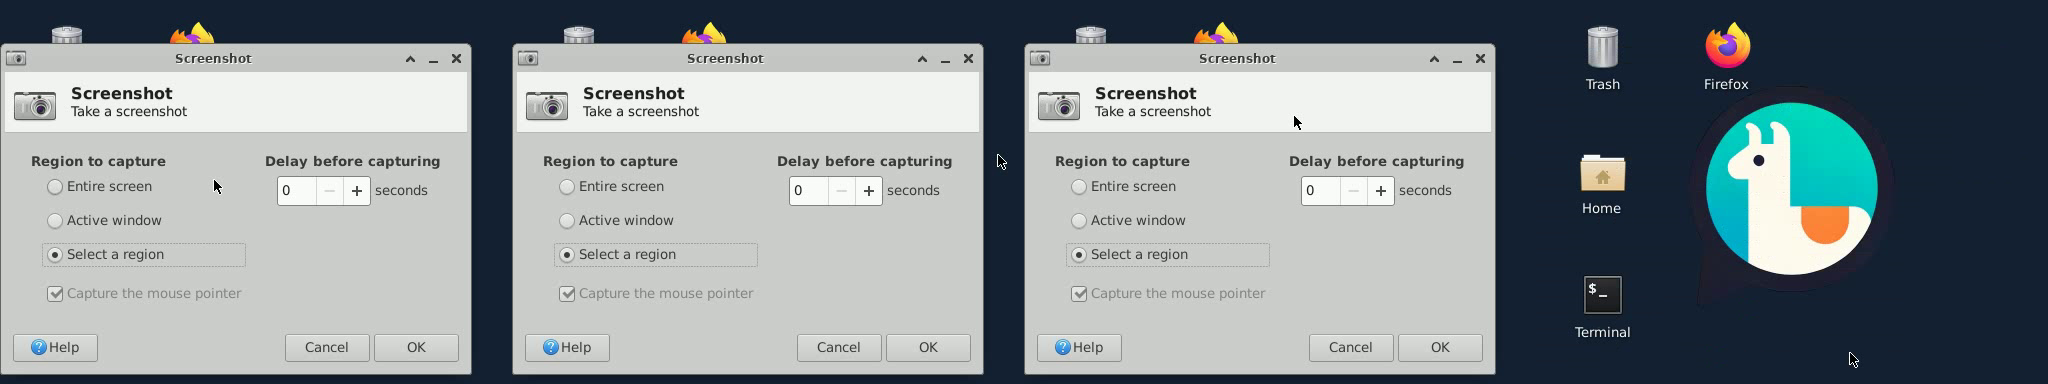 Screenshot
Screenshot
Take a screenshot
Region to capture
Entire screen
Active window
Select a region
Capture the mouse pointer
Delay before capturing
0 seconds
Help
Cancel
OK
Screenshot
Screenshot
Take a screenshot
Region to capture
Entire screen
Active window
Select a region
Capture the mouse pointer
Delay before capturing
0 seconds
Help
Cancel
OK
Screenshot
Screenshot
Take a screenshot
Region to capture
Entire screen
Active window
Select a region
Capture the mouse pointer
Delay before capturing
0 seconds
Help
Cancel
OK
Trash
Firefox
Home
$_
Terminal